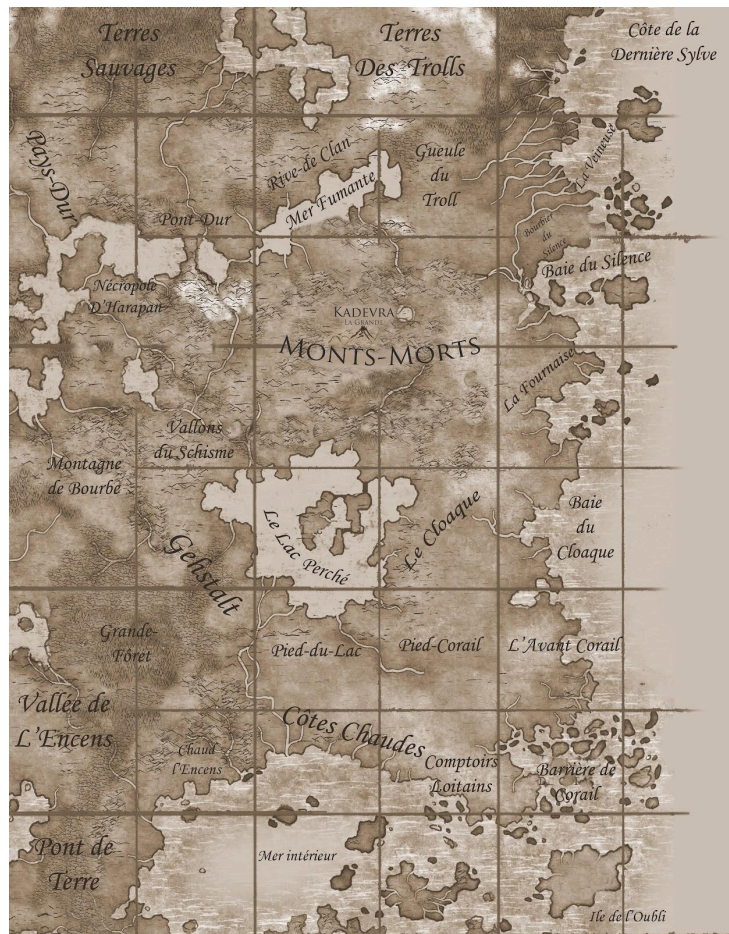 Terres
Sauvages
Terres
Des Trolls
Côte de la
Dernière Sylve
Pays-Dur
Rive-de Clan
Gueule
du
Troll
La Veineuse
Pont-Dur
Mer Fumante
Bourbier
du
Silence
Baie du Silence
Nécropole
D'Harapan
KADEVRA
LA GRANDE
MONTS-MORTS
La Fournaise
Vallons
du Schisme
Montagne
de Bourbe
Le Lac Perché
Le Cloaque
Baie
du
Cloaque
Gehstalt
Grande-
Fôret
Pied-du-Lac
Pied-Corail
L'Avant Corail
Vallée de
L'Encens
Côtes Chaudes
Chaud
l'Encens
Comptoirs
Loitains
Barrière de
Corail
Pont de
Terre
Mer intérieur
Ile de l'Oubli